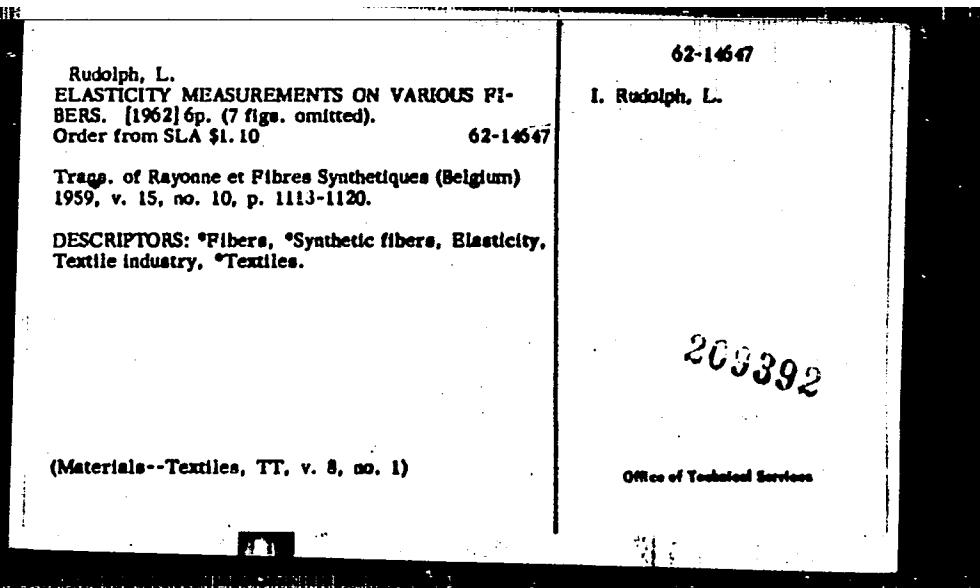 Rudolph, L.
ELASTICITY MEASUREMENTS ON VARIOUS FI-
BERS. [1962] 6p. (7 figs. omitted).
Order from SLA $1.10 62-14647
Trans. of Rayonne et Fibres Synthetiques (Belgium)
1959, v. 15, no. 10, p. 1113-1120.
DESCRIPTORS: *Fibers, *Synthetic fibers, Elasticity,
Textile industry, *Textiles.
(Materials--Textiles, TT, v. 8, no. 1)
62-14647
I. Rudolph, L.
209392
Office of Technical Services